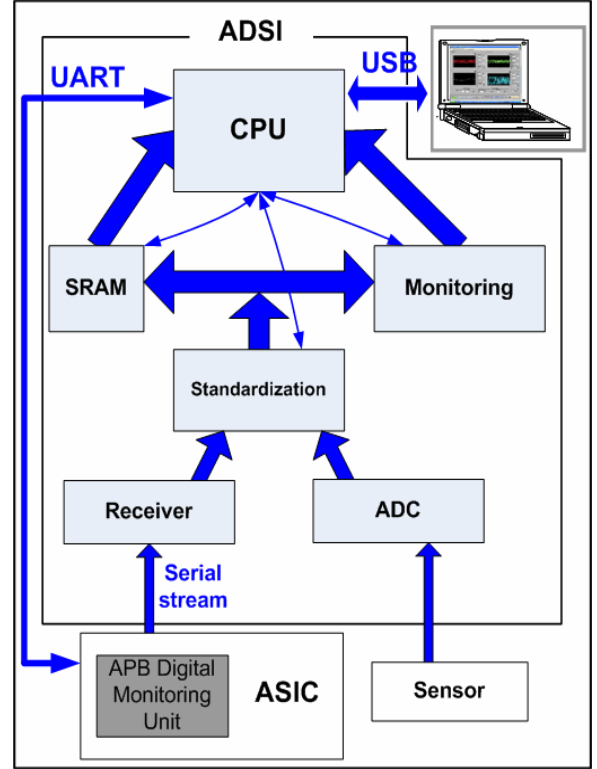 ADSI
UART
USB
CPU
SRAM
Monitoring
Standardization
Receiver
ADC
Serial
stream
APB Digital
Monitoring
Unit
ASIC
Sensor